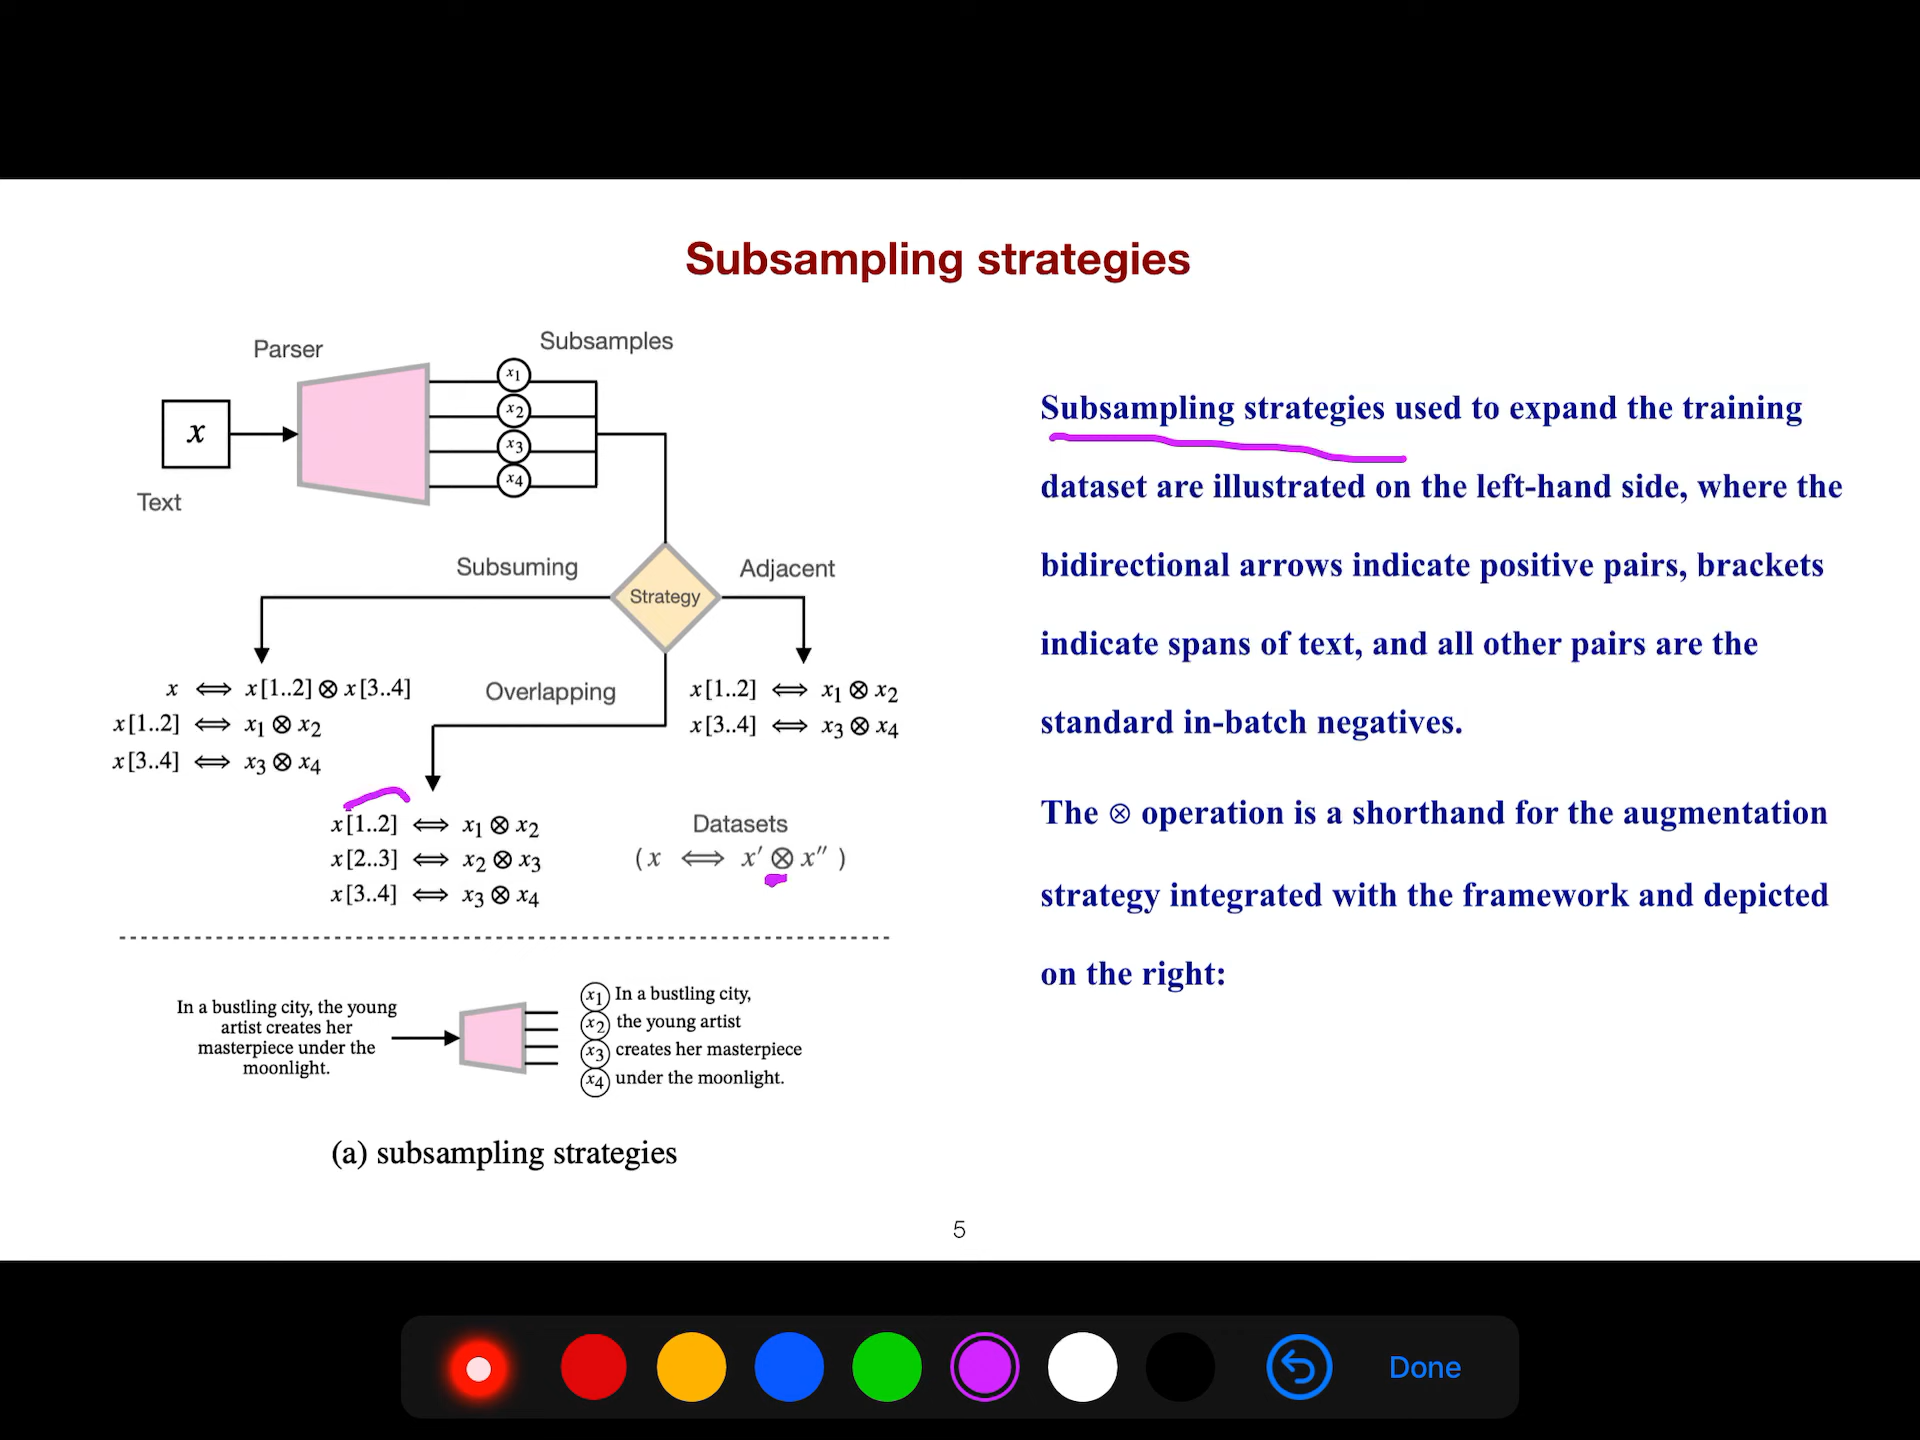 Subsampling strategies
Parser
Subsamples
x
x1
x2
x3
x4
Text
Subsuming
Strategy
Adjacent
Overlapping
x ⟺ x[1..2] ⊗ x[3..4]
x[1..2] ⟺ x1 ⊗ x2
x[3..4] ⟺ x3 ⊗ x4
x[1..2] ⟺ x1 ⊗ x2
x[3..4] ⟺ x3 ⊗ x4
x[1..2] ⟺ x1 ⊗ x2
x[2..3] ⟺ x2 ⊗ x3
x[3..4] ⟺ x3 ⊗ x4
Datasets
( x ⟺ x′ ⊗ x″ )
In a bustling city, the young
artist creates her
masterpiece under the
moonlight.
x1 In a bustling city,
x2 the young artist
x3 creates her masterpiece
x4 under the moonlight.
(a) subsampling strategies
Subsampling strategies used to expand the training
dataset are illustrated on the left-hand side, where the
bidirectional arrows indicate positive pairs, brackets
indicate spans of text, and all other pairs are the
standard in-batch negatives.
The ⊗ operation is a shorthand for the augmentation
strategy integrated with the framework and depicted
on the right:
5
Done